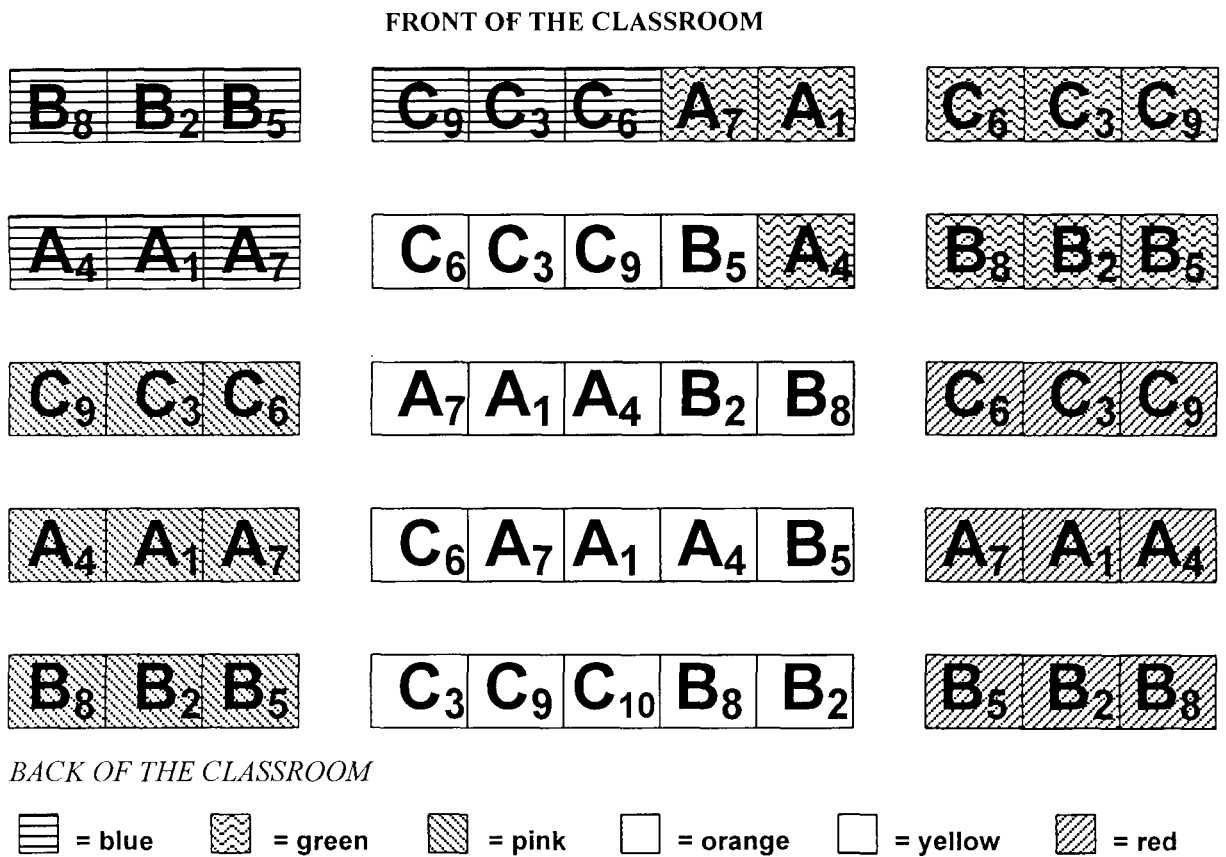 FRONT OF THE CLASSROOM
B8 B2 B5 C9 C3 C6 A7 A1 C6 C3 C9
A4 A1 A7 C6 C3 C9 B5 A4 B8 B2 B5
C9 C3 C6 A7 A1 A4 B2 B8 C6 C3 C9
A4 A1 A7 C6 A7 A1 A4 B5 A7 A1 A4
B8 B2 B5 C3 C9 C10 B8 B2 B5 B2 B8
BACK OF THE CLASSROOM
= blue = green = pink = orange = yellow = red